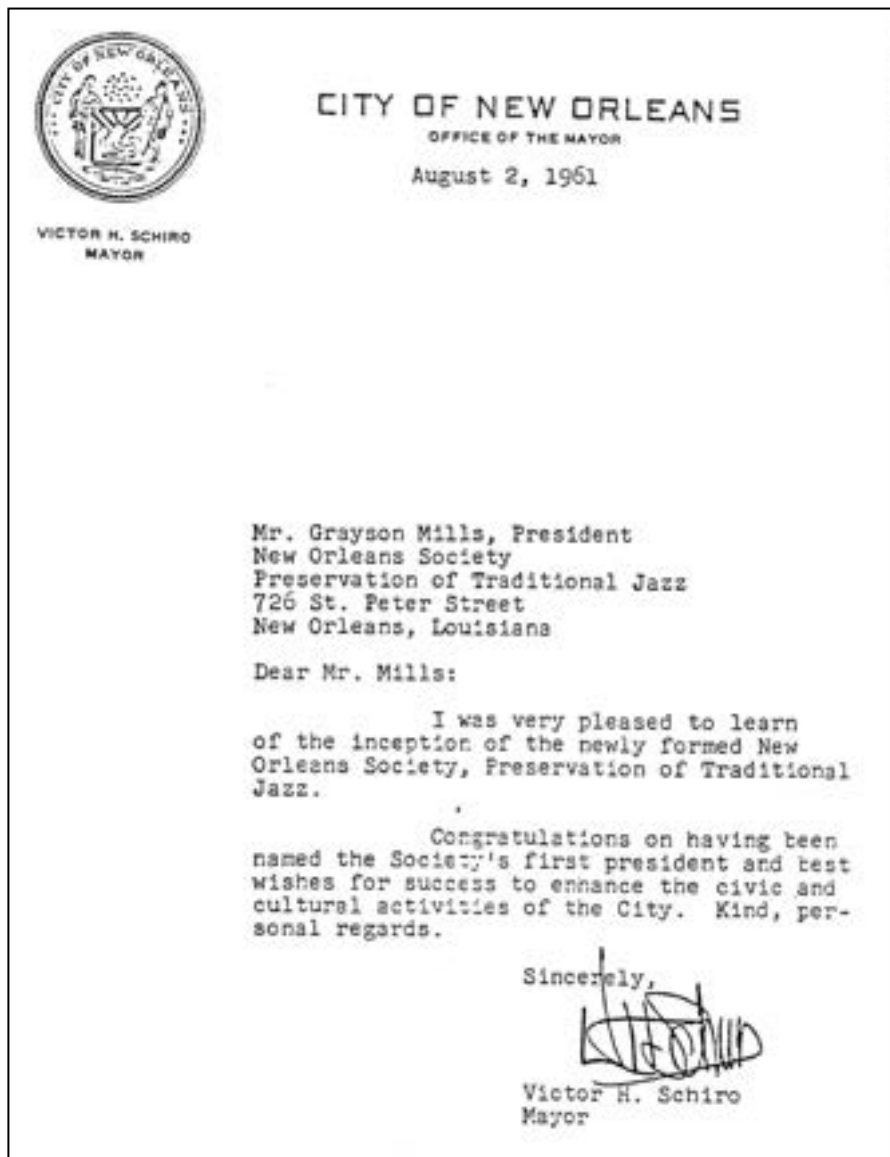 CITY OF NEW ORLEANS
VICTOR H. SCHIRO
MAYOR
CITY OF NEW ORLEANS
OFFICE OF THE MAYOR
August 2, 1961
Mr. Grayson Mills, President
New Orleans Society
Preservation of Traditional Jazz
726 St. Peter Street
New Orleans, Louisiana
Dear Mr. Mills:
I was very pleased to learn
of the inception of the newly formed New
Orleans Society, Preservation of Traditional
Jazz.
Congratulations on having been
named the Society's first president and best
wishes for success to enhance the civic and
cultural activities of the City. Kind, per-
sonal regards.
Sincerely,
Victor H. Schiro
Mayor